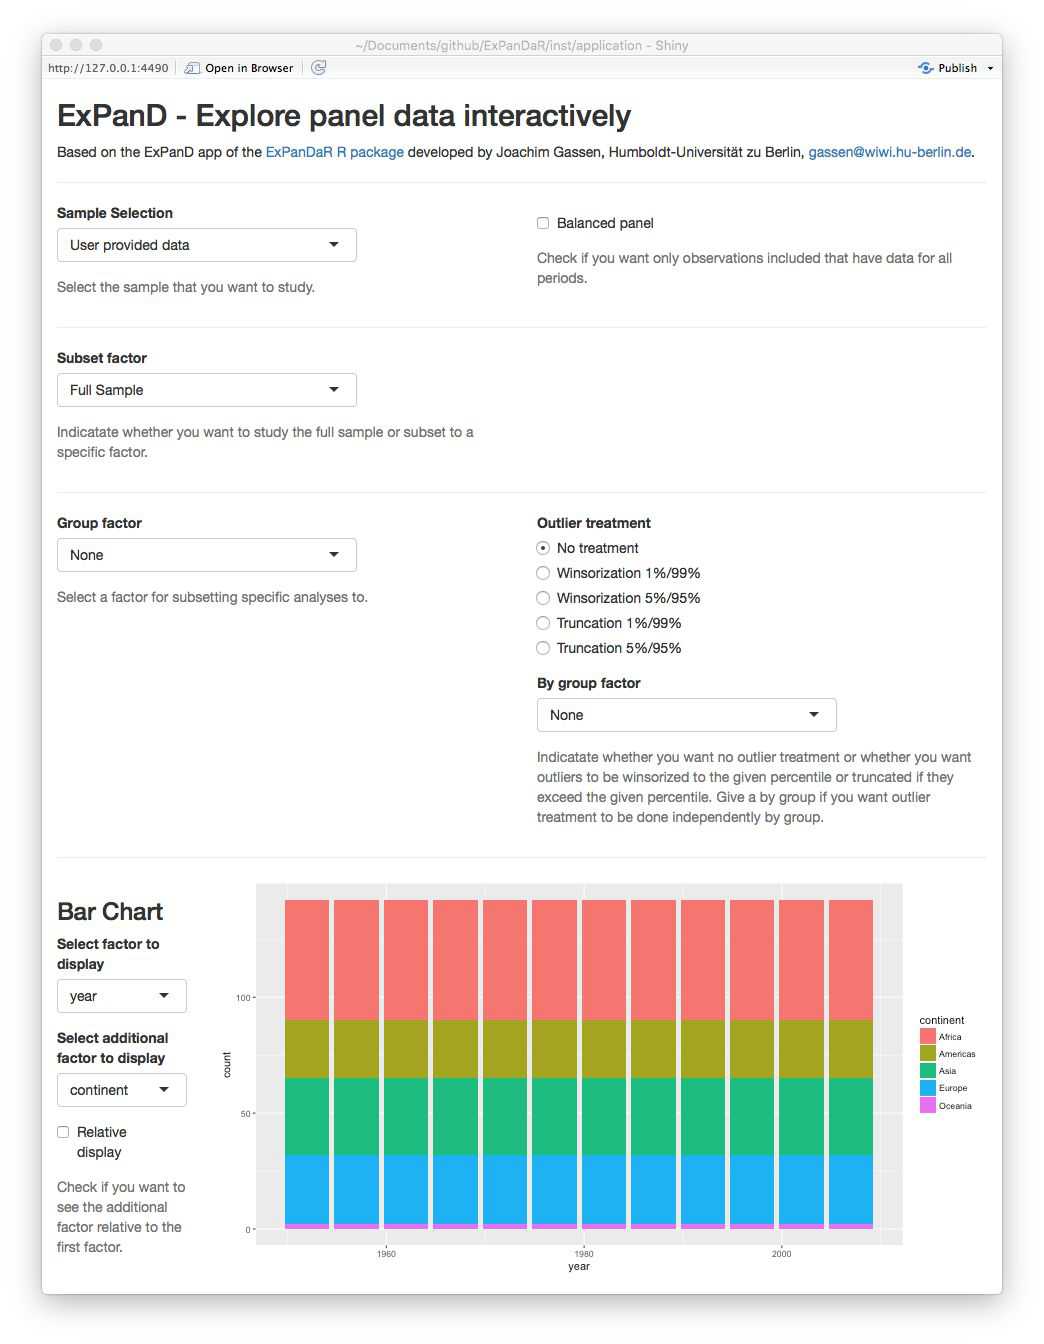 ~/Documents/github/ExPanDaR/inst/application - Shiny
http://127.0.0.1:4490 Open in Browser Publish
ExPanD - Explore panel data interactively
Based on the ExPanD app of the ExPanDaR R package developed by Joachim Gassen, Humboldt-Universität zu Berlin, gassen@wiwi.hu-berlin.de.
Sample Selection
User provided data
Select the sample that you want to study.
Balanced panel
Check if you want only observations included that have data for all
periods.
Subset factor
Full Sample
Indicatate whether you want to study the full sample or subset to a
specific factor.
Group factor
None
Select a factor for subsetting specific analyses to.
Outlier treatment
No treatment
Winsorization 1%/99%
Winsorization 5%/95%
Truncation 1%/99%
Truncation 5%/95%
By group factor
None
Indicatate whether you want no outlier treatment or whether you want
outliers to be winsorized to the given percentile or truncated if they
exceed the given percentile. Give a by group if you want outlier
treatment to be done independently by group.
Bar Chart
Select factor to
display
year
Select additional
factor to display
continent
Relative
display
Check if you want to
see the additional
factor relative to the
first factor.
count
100
50
0
1960 1980 2000
year
continent
Africa
Americas
Asia
Europe
Oceania